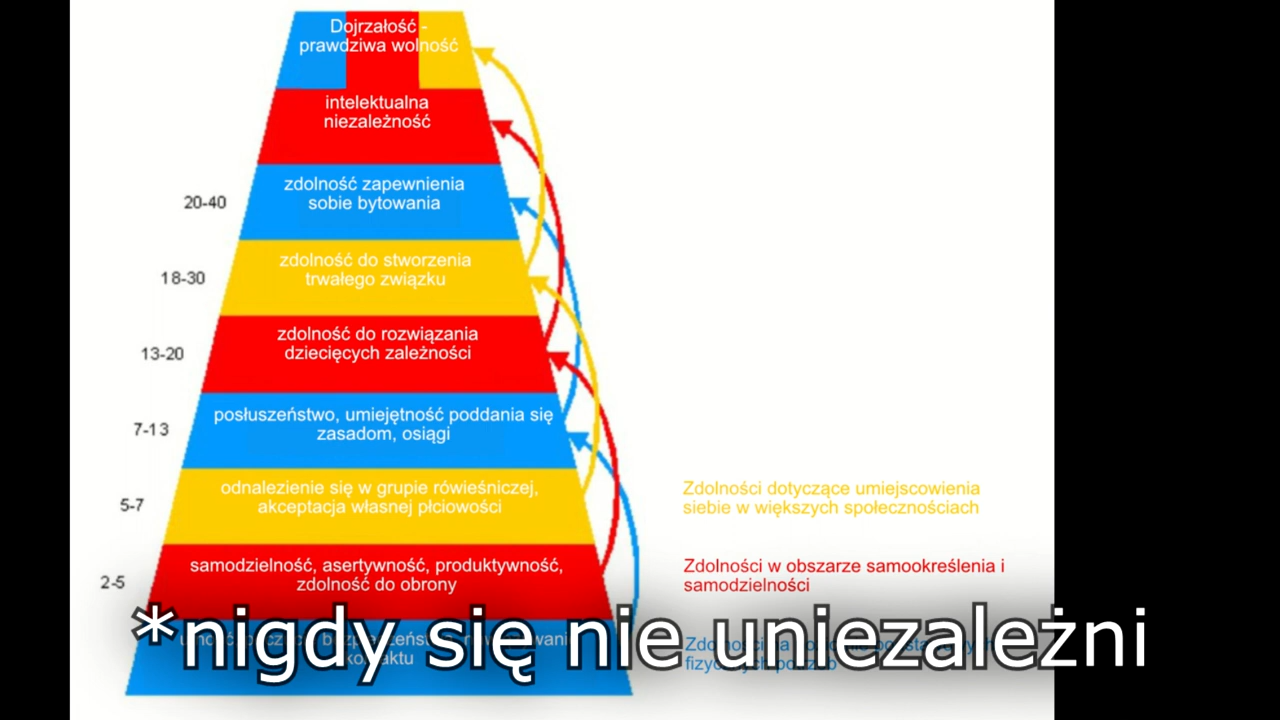 Dojrzałość -
prawdziwa wolność
intelektualna
niezależność
20-40
zdolność zapewnienia
sobie bytowania
18-30
zdolność do stworzenia
trwałego związku
13-20
zdolność do rozwiązania
dziecięcych zależności
7-13
posłuszeństwo, umiejętność poddania się
zasadom, osiągi
5-7
odnalezienie się w grupie rówieśniczej,
akceptacja własnej płciowości
2-5
samodzielność, asertywność, produktywność,
zdolność do obrony
Zdolności dotyczące umiejscowienia
siebie w większych społecznościach
Zdolności w obszarze samookreślenia i
samodzielności
*nigdy się nie uniezależni